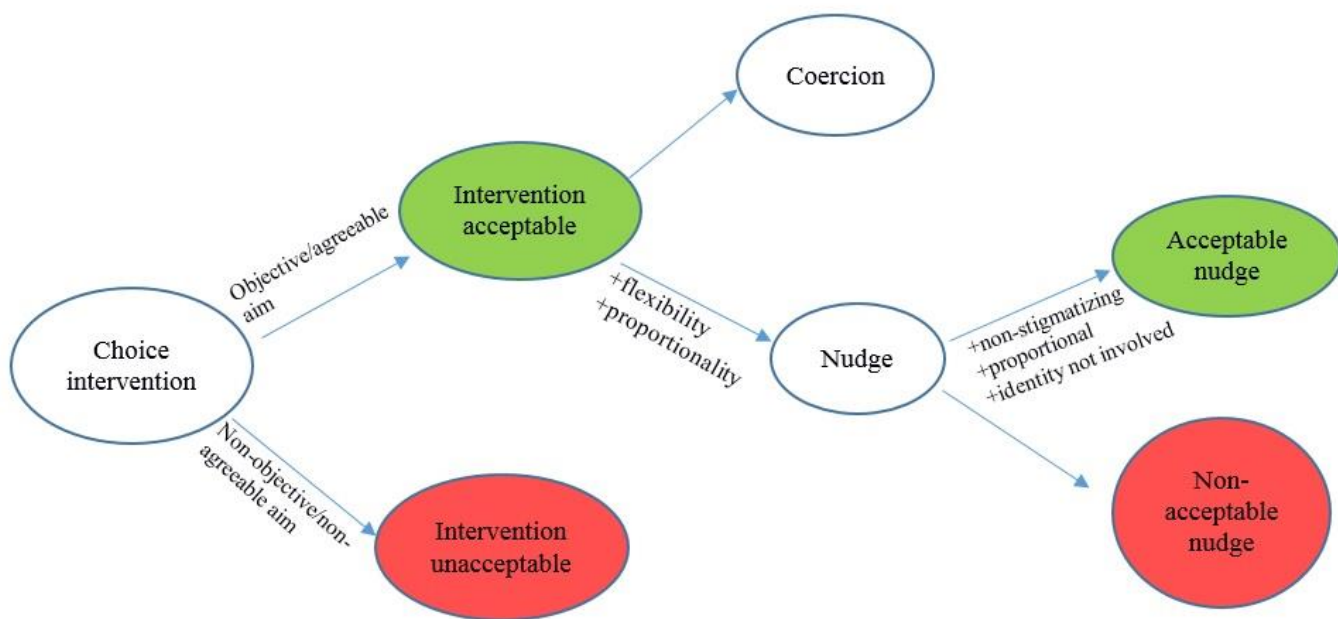 Coercion
Intervention
acceptable
Objective/agreeable
aim
Acceptable
nudge
+flexibility
+proportionality
+non-stigmatizing
+proportional
+identity not involved
Choice
intervention
Nudge
Non-objective/non-
agreeable aim
Intervention
unacceptable
Non-
acceptable
nudge